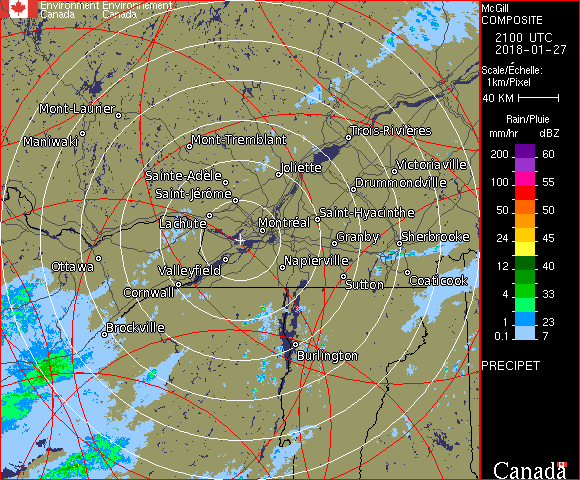 Environment Environnement
Canada Canada
Mont-Laurier
Maniwaki
Mont-Tremblant
Trois-Rivières
Sainte-Adèle
Joliette
Victoriaville
Saint-Jérôme
Drummondville
Lachute
Montréal
Saint-Hyacinthe
Granby
Sherbrooke
Ottawa
Valleyfield
Napierville
Cornwall
Sutton
Coaticook
Brockville
Burlington
McGill
COMPOSITE
2100 UTC
2018-01-27
Scale/Échelle:
1km/Pixel
40 KM
Rain/Pluie
mm/hr dBZ
200 60
100 55
50 50
24 45
12 40
4 33
1 23
0.1 7
PRECIPET
Canada